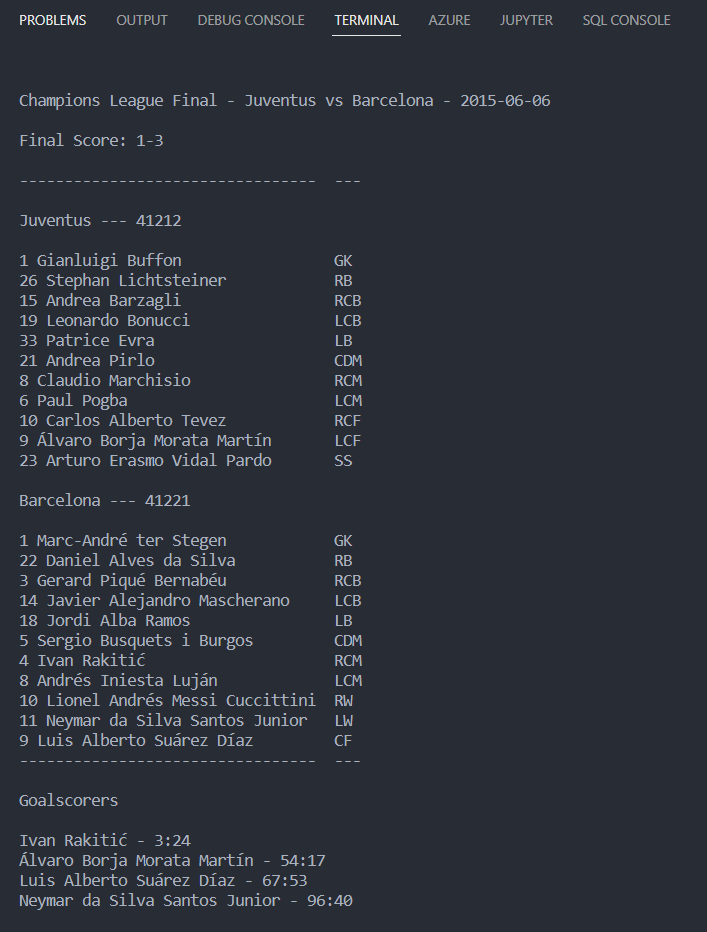 PROBLEMS OUTPUT DEBUG CONSOLE TERMINAL AZURE JUPYTER SQL CONSOLE
Champions League Final - Juventus vs Barcelona - 2015-06-06
Final Score: 1-3
--------------------------------- ---
Juventus --- 41212
1 Gianluigi Buffon GK
26 Stephan Lichtsteiner RB
15 Andrea Barzagli RCB
19 Leonardo Bonucci LCB
33 Patrice Evra LB
21 Andrea Pirlo CDM
8 Claudio Marchisio RCM
6 Paul Pogba LCM
10 Carlos Alberto Tevez RCF
9 Álvaro Borja Morata Martín LCF
23 Arturo Erasmo Vidal Pardo SS
Barcelona --- 41221
1 Marc-André ter Stegen GK
22 Daniel Alves da Silva RB
3 Gerard Piqué Bernabéu RCB
14 Javier Alejandro Mascherano LCB
18 Jordi Alba Ramos LB
5 Sergio Busquets i Burgos CDM
4 Ivan Rakitić RCM
8 Andrés Iniesta Luján LCM
10 Lionel Andrés Messi Cuccittini RW
11 Neymar da Silva Santos Junior LW
9 Luis Alberto Suárez Díaz CF
--------------------------------- ---
Goalscorers
Ivan Rakitić - 3:24
Álvaro Borja Morata Martín - 54:17
Luis Alberto Suárez Díaz - 67:53
Neymar da Silva Santos Junior - 96:40